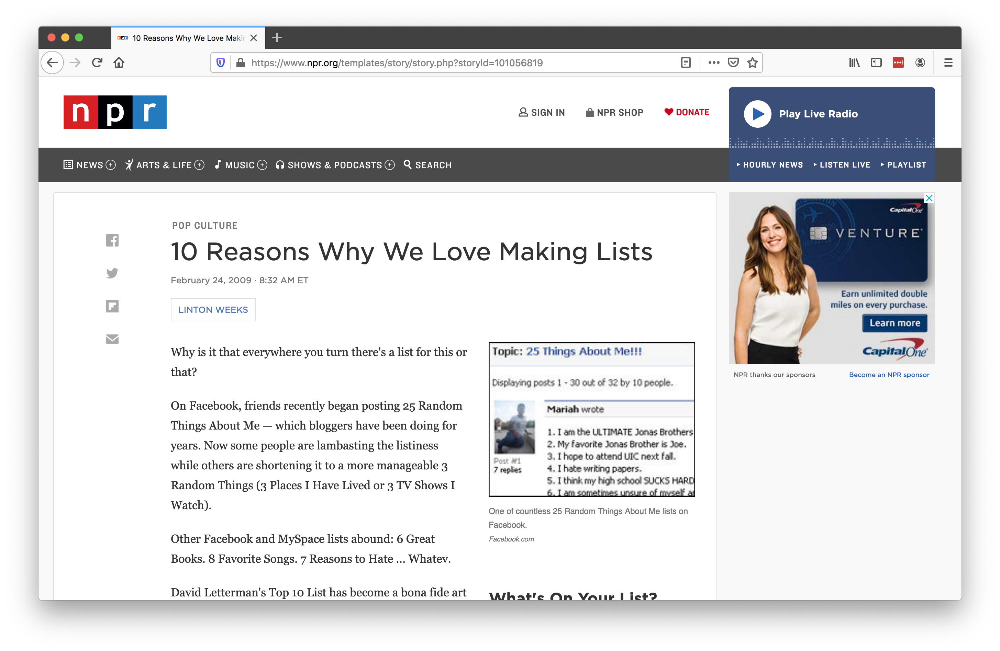 npr 10 Reasons Why We Love Makin
https://www.npr.org/templates/story/story.php?storyId=101056819
npr
SIGN IN
NPR SHOP
DONATE
Play Live Radio
NEWS
ARTS & LIFE
MUSIC
SHOWS & PODCASTS
SEARCH
HOURLY NEWS
LISTEN LIVE
PLAYLIST
POP CULTURE
10 Reasons Why We Love Making Lists
February 24, 2009 · 8:32 AM ET
LINTON WEEKS
Why is it that everywhere you turn there's a list for this or
that?
On Facebook, friends recently began posting 25 Random
Things About Me — which bloggers have been doing for
years. Now some people are lambasting the listiness
while others are shortening it to a more manageable 3
Random Things (3 Places I Have Lived or 3 TV Shows I
Watch).
Other Facebook and MySpace lists abound: 6 Great
Books. 8 Favorite Songs. 7 Reasons to Hate ... Whatev.
David Letterman's Top 10 List has become a bona fide art
Topic: 25 Things About Me!!!
Displaying posts 1 - 30 out of 32 by 10 people.
Mariah wrote
Post #1
7 replies
1. I am the ULTIMATE Jonas Brothers
2. My favorite Jonas Brother is Joe.
3. I hope to attend UIC next fall.
4. I hate writing papers.
5. I think my high school SUCKS HARD
6. I am sometimes unsure of myself
One of countless 25 Random Things About Me lists on
Facebook.
Facebook.com
What's On Your List?
Capital One
VENTURE
Earn unlimited double
miles on every purchase.
Learn more
Capital One
NPR thanks our sponsors
Become an NPR sponsor